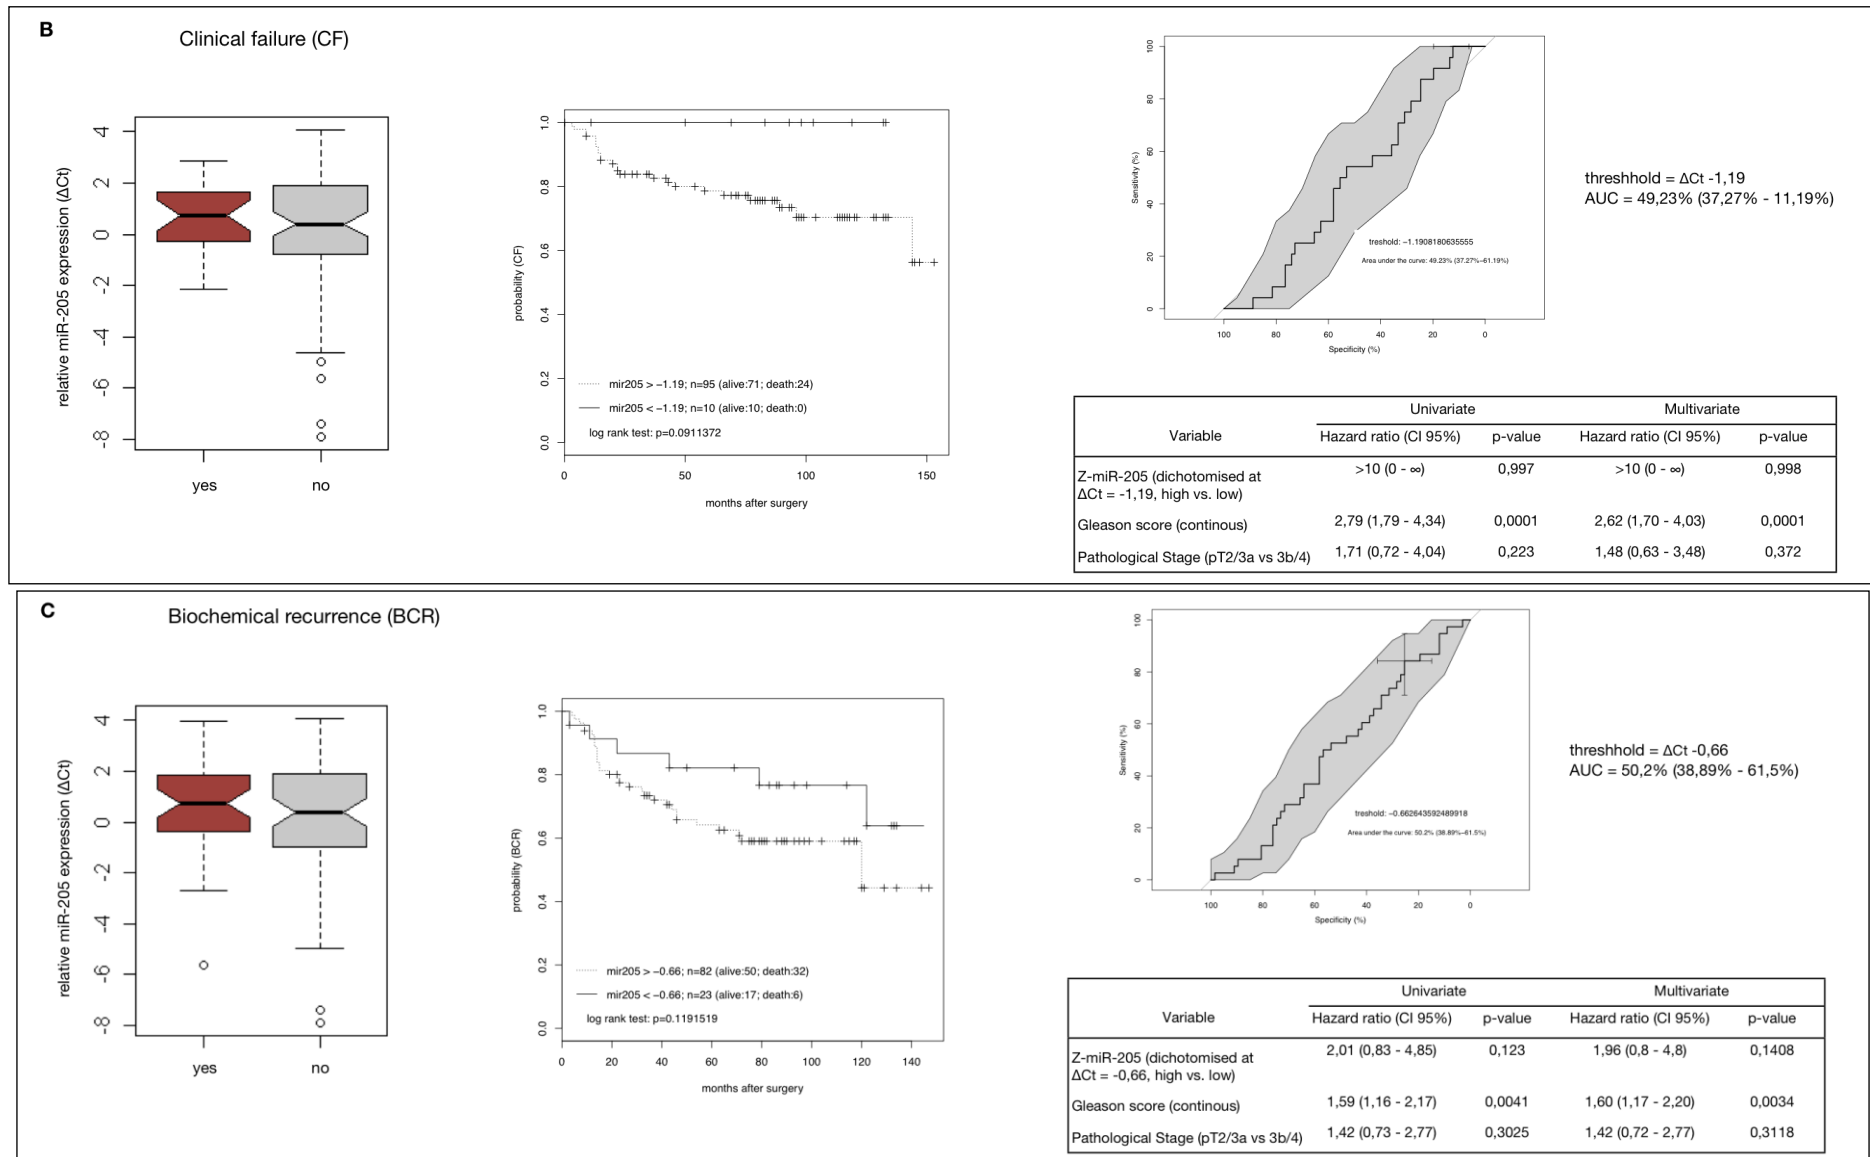 B
Clinical failure (CF)
relative miR-205 expression (ΔCt)
4
2
0
-2
-4
-6
-8
yes no
probability (CF)
1.0
0.8
0.6
0.4
0.2
0.0
mir205 > −1.19; n=95 (alive:71; death:24)
mir205 < −1.19; n=10 (alive:10; death:0)
log rank test: p=0.0911372
0 50 100 150
months after surgery
Sensitivity (%)
100
80
60
40
20
0
treshold: −1.1908180635555
Area under the curve: 49.23% (37.27%−61.19%)
100 80 60 40 20 0
Specificity (%)
threshhold = ΔCt -1,19
AUC = 49,23% (37,27% - 11,19%)
Univariate Multivariate
Variable Hazard ratio (CI 95%) p-value Hazard ratio (CI 95%) p-value
Z-miR-205 (dichotomised at >10 (0 - ∞) 0,997 >10 (0 - ∞) 0,998
ΔCt = -1,19, high vs. low)
Gleason score (continous) 2,79 (1,79 - 4,34) 0,0001 2,62 (1,70 - 4,03) 0,0001
Pathological Stage (pT2/3a vs 3b/4) 1,71 (0,72 - 4,04) 0,223 1,48 (0,63 - 3,48) 0,372
C
Biochemical recurrence (BCR)
relative miR-205 expression (ΔCt)
4
2
0
-2
-4
-6
-8
yes no
probability (BCR)
1.0
0.8
0.6
0.4
0.2
0.0
mir205 > −0.66; n=82 (alive:50; death:32)
mir205 < −0.66; n=23 (alive:17; death:6)
log rank test: p=0.1191519
0 20 40 60 80 100 120 140
months after surgery
Sensitivity (%)
100
80
60
40
20
0
treshold: −0.662643592489918
Area under the curve: 50.2% (38.89%−61.5%)
100 80 60 40 20 0
Specificity (%)
threshhold = ΔCt -0,66
AUC = 50,2% (38,89% - 61,5%)
Univariate Multivariate
Variable Hazard ratio (CI 95%) p-value Hazard ratio (CI 95%) p-value
Z-miR-205 (dichotomised at 2,01 (0,83 - 4,85) 0,123 1,96 (0,8 - 4,8) 0,1408
ΔCt = -0,66, high vs. low)
Gleason score (continous) 1,59 (1,16 - 2,17) 0,0041 1,60 (1,17 - 2,20) 0,0034
Pathological Stage (pT2/3a vs 3b/4) 1,42 (0,73 - 2,77) 0,3025 1,42 (0,72 - 2,77) 0,3118